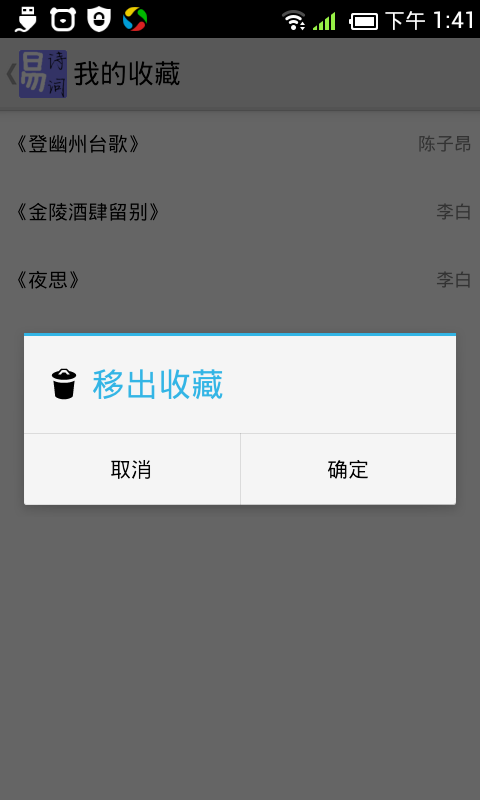 下午 1:41
易诗词 我的收藏
《登幽州台歌》 陈子昂
《金陵酒肆留别》 李白
《夜思》 李白
移出收藏
取消 确定